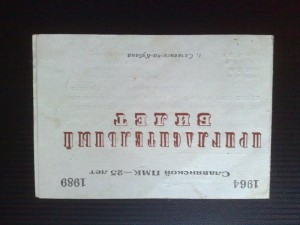 1964
1989
Славянской ПМК—25 лет
ПРИГЛАСИТЕЛЬНЫЙ
БИЛЕТ
г. Славянск-на-Кубани